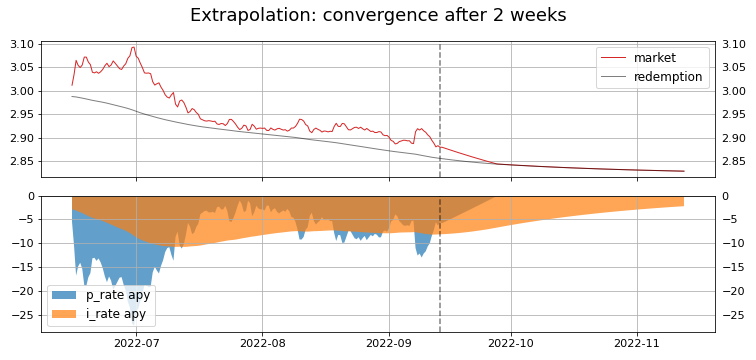 Extrapolation: convergence after 2 weeks
3.10 3.10
3.05 3.05
3.00 3.00
2.95 2.95
2.90 2.90
2.85 2.85
market
redemption
0 0
−5 −5
−10 −10
−15 −15
−20 −20
−25 −25
p_rate apy
i_rate apy
2022-07 2022-08 2022-09 2022-10 2022-11